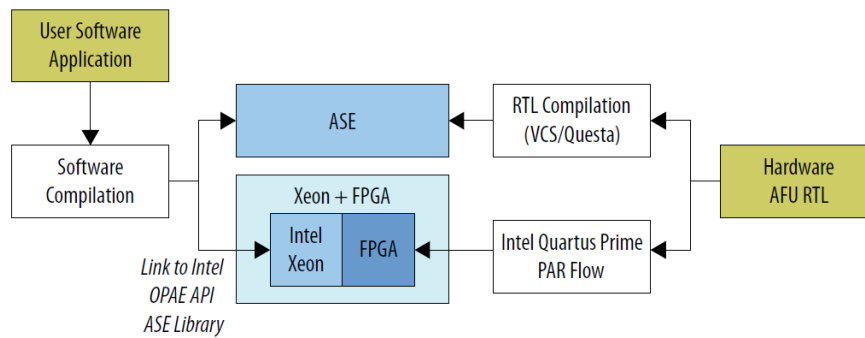 User Software
Application
Software
Compilation
ASE
RTL Compilation
(VCS/Questa)
Hardware
AFU RTL
Xeon + FPGA
Intel
Xeon
FPGA
Intel Quartus Prime
PAR Flow
Link to Intel
OPAE API
ASE Library